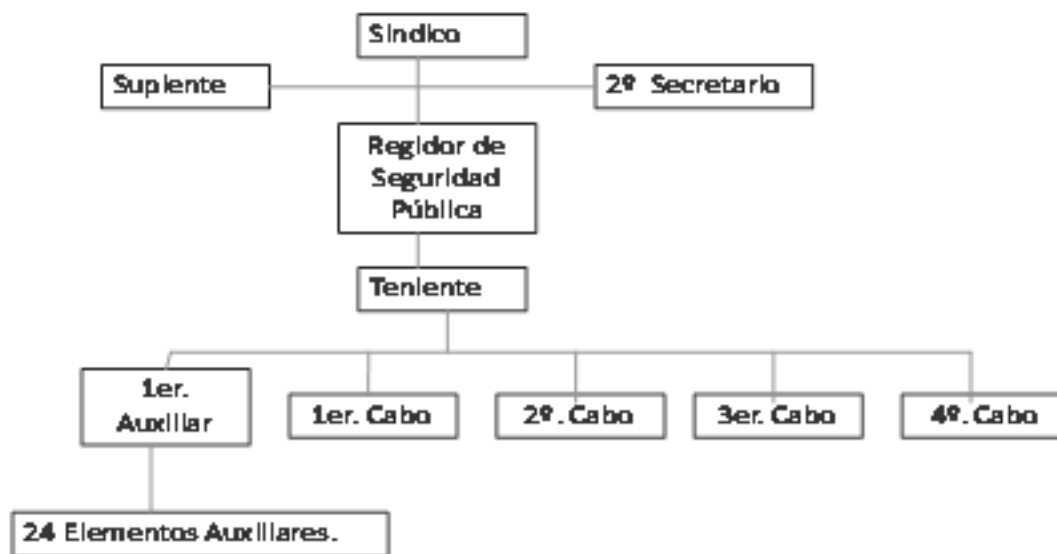 Sindico
Suplente
2º Secretario
Regidor de
Seguridad
Pública
Teniente
1er.
Auxiliar
1er. Cabo
2º. Cabo
3er. Cabo
4º. Cabo
24 Elementos Auxiliares.